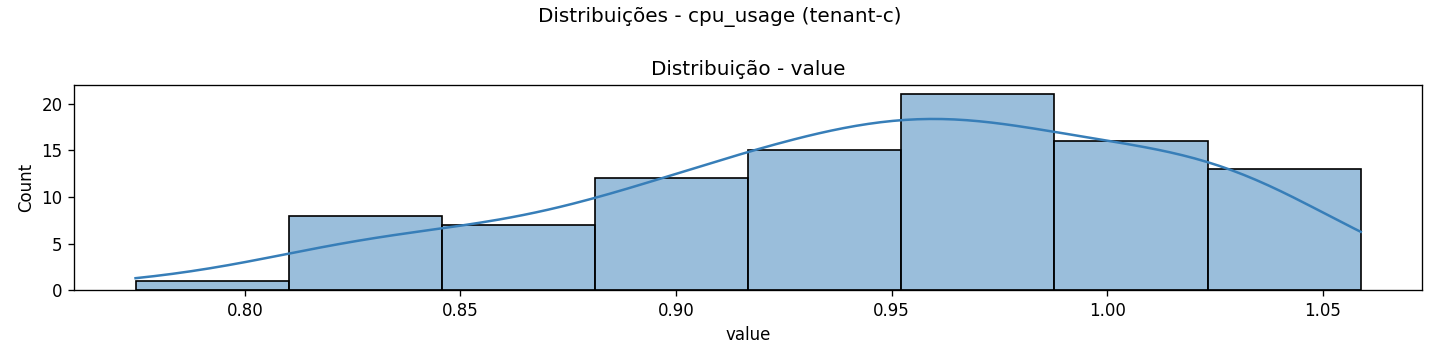 Distribuições - cpu_usage (tenant-c)
Distribuição - value
20
15
10
5
0
Count
0.80 0.85 0.90 0.95 1.00 1.05
value